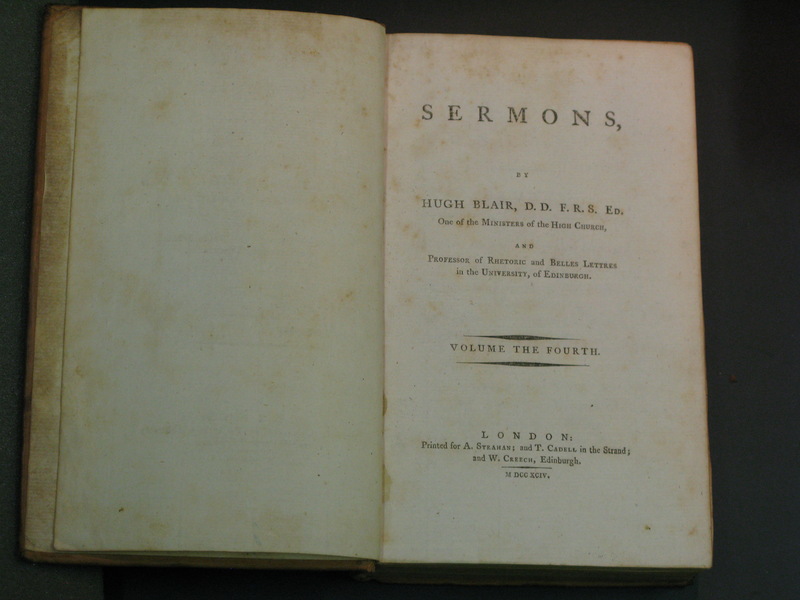 SERMONS,
BY
HUGH BLAIR, D. D. F. R. S. ED.
One of the MINISTERS of the HIGH CHURCH,
AND
PROFESSOR of RHETORIC and BELLES LETTRES
in the UNIVERSITY, of EDINBURGH.
VOLUME THE FOURTH.
LONDON:
Printed for A. STRAHAN; and T. CADELL in the Strand;
and W. CREECH, Edinburgh.
M DCC XCIV.